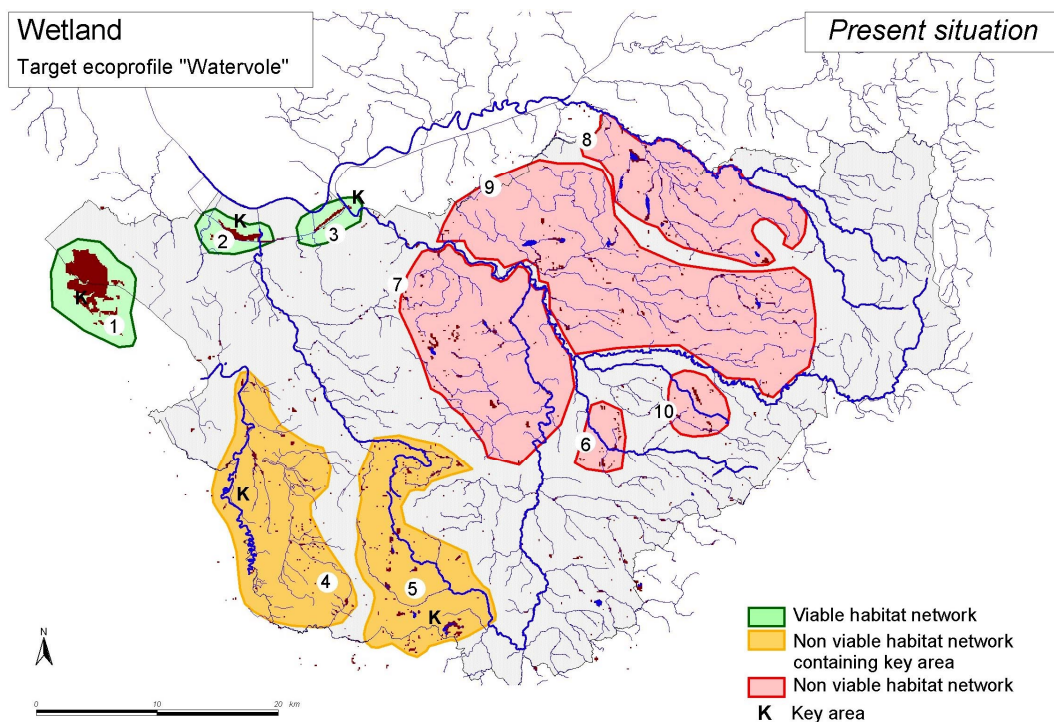 Wetland
Target ecoprofile "Watervole"
Present situation
8
9
K
K
2
3
7
K
1
10
6
K
4
5
K
Viable habitat network
Non viable habitat network
containing key area
Non viable habitat network
K Key area
N
0 10 20 km